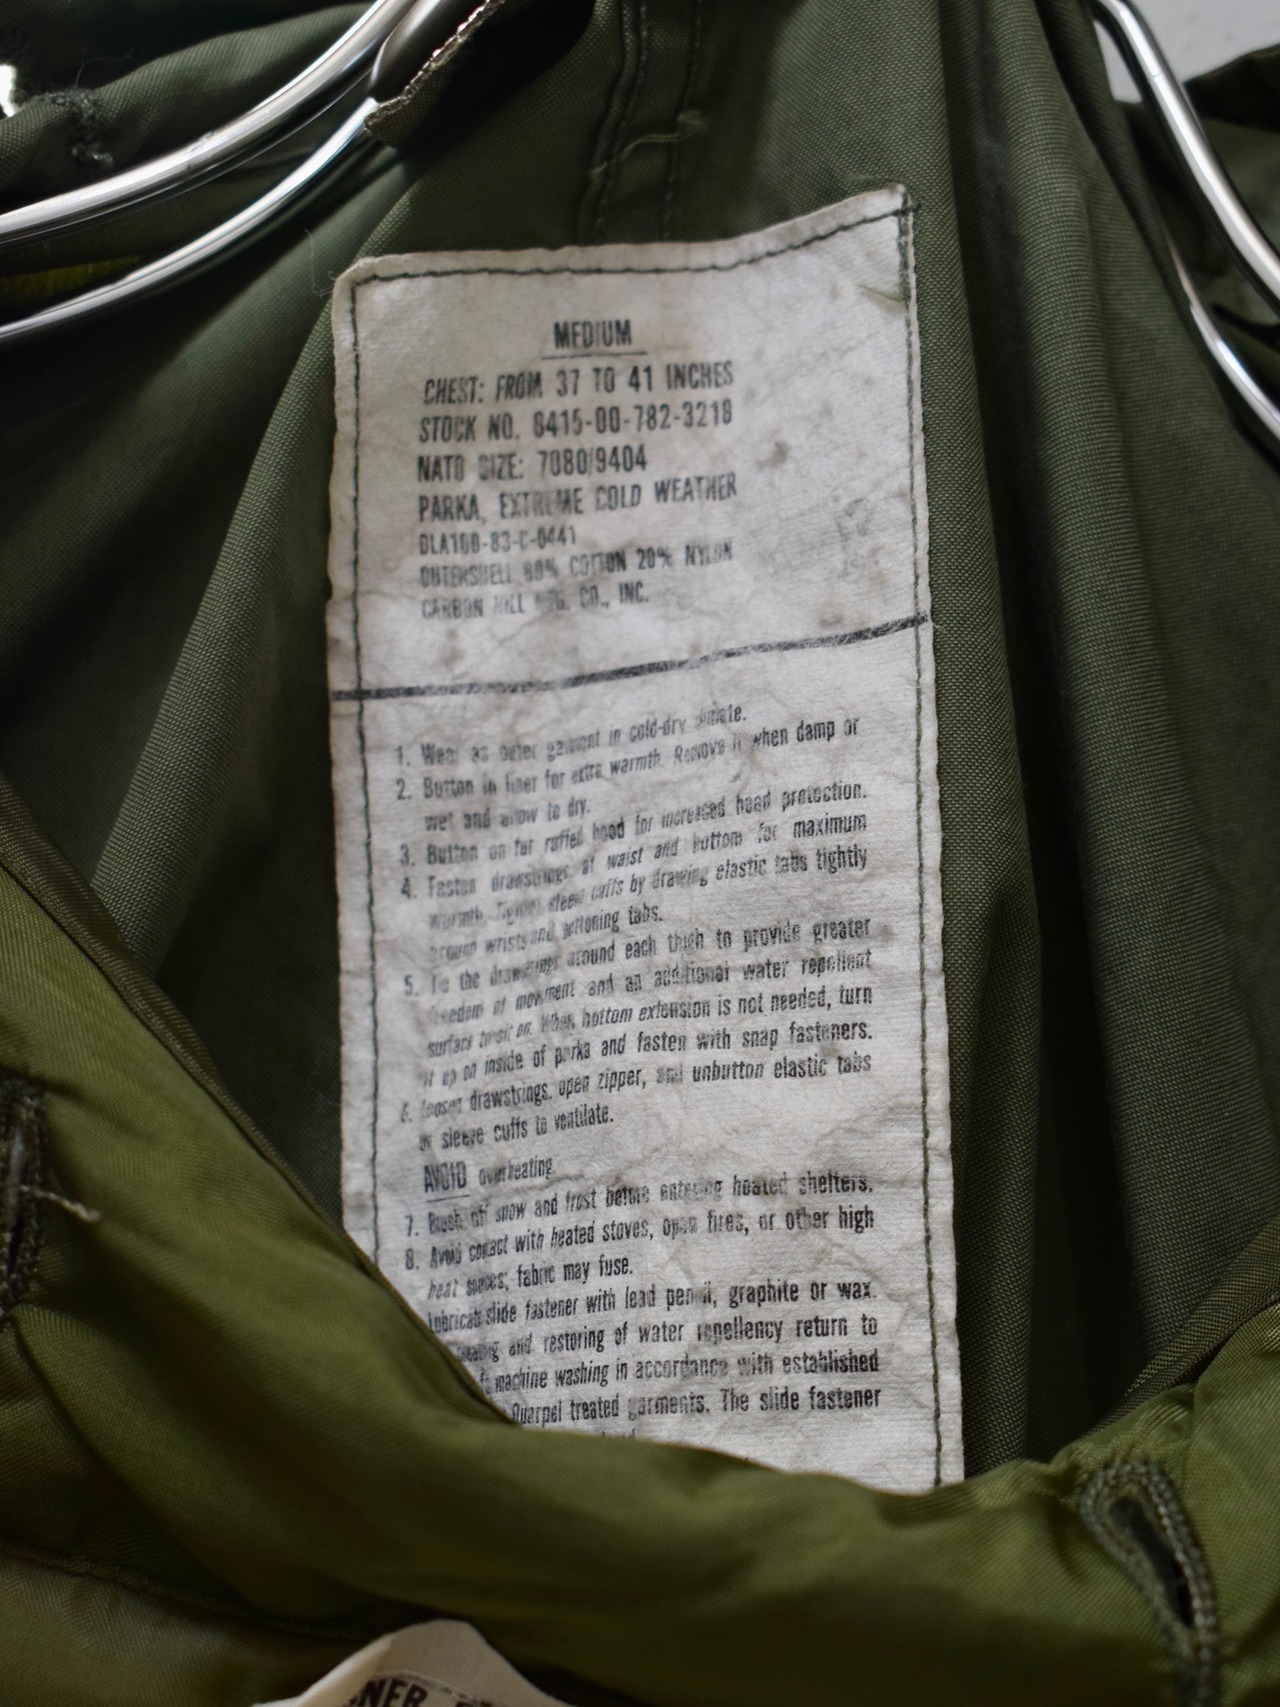 MEDIUM
CHEST: FROM 37 TO 41 INCHES
STOCK NO. 8415-00-782-3218
NATO SIZE: 7080/9404
PARKA, EXTREME COLD WEATHER
DLA100-83-C-0441
OUTERSHELL 80% COTTON 20% NYLON
CARBON HILL MFG. CO., INC.
1. Wear as outer garment in cold-dry climate.
2. Button in liner for extra warmth. Remove it when damp or
wet and allow to dry.
3. Button on fur ruffed hood for increased head protection.
4. Fasten drawstrings at waist and bottom for maximum
warmth. Tighten sleeve cuffs by drawing elastic tabs tightly
around wrists and buttoning tabs.
5. Tie the drawstrings around each thigh to provide greater
freedom of movement and an additional water repellent
surface to sit on. When bottom extension is not needed, turn
it up on inside of parka and fasten with snap fasteners.
6. Loosen drawstrings, open zipper, and unbutton elastic tabs
or sleeve cuffs to ventilate.
AVOID overheating
7. Brush off snow and frost before entering heated shelters.
8. Avoid contact with heated stoves, open fires, or other high
heat sources; fabric may fuse.
Lubricate slide fastener with lead pencil, graphite or wax.
and restoring of water repellency return to
machine washing in accordance with established
Quarpel treated garments. The slide fastener